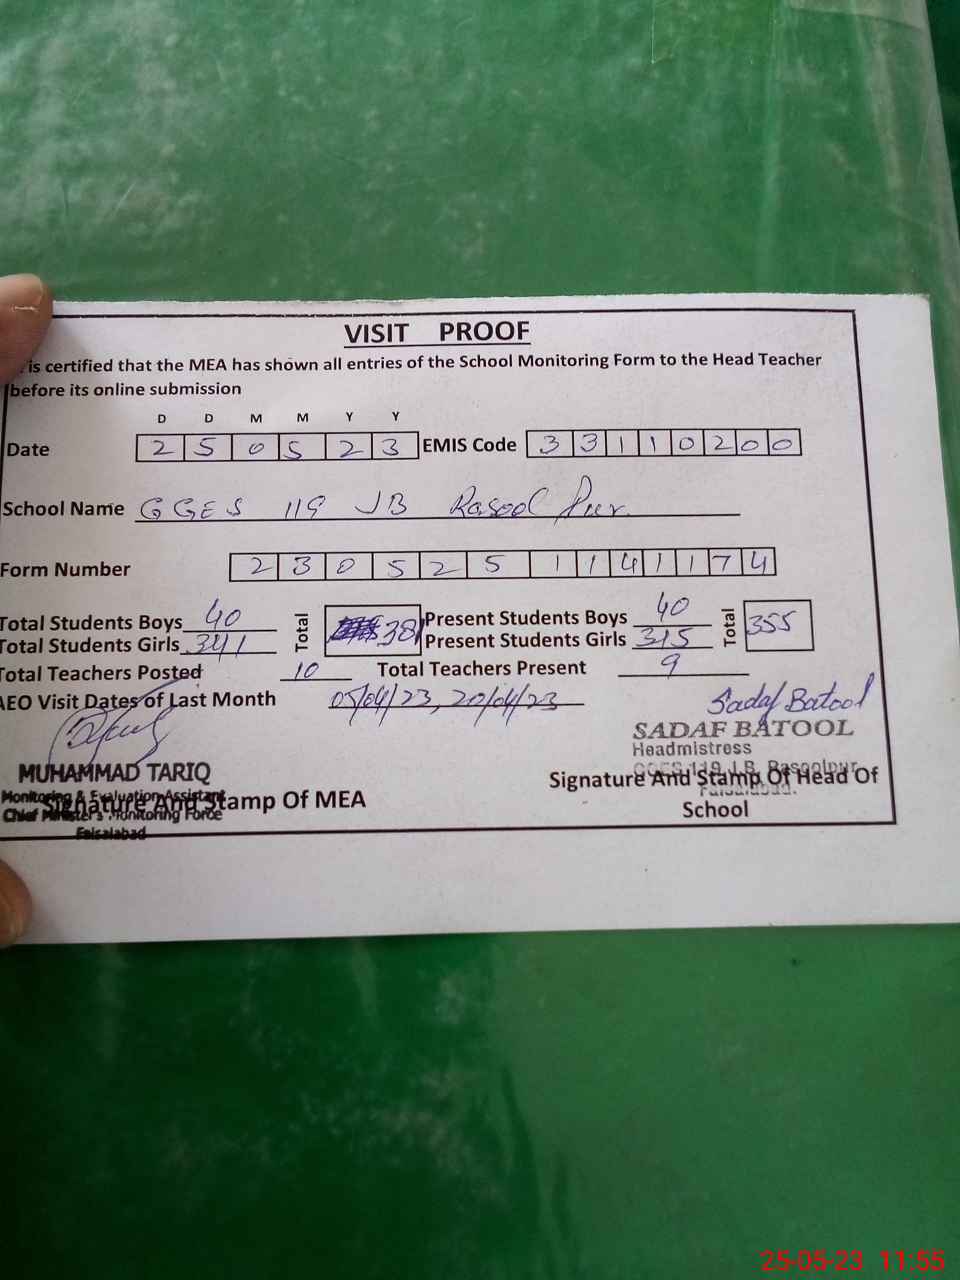 VISIT PROOF
is certified that the MEA has shown all entries of the School Monitoring Form to the Head Teacher
before its online submission
D D M M Y Y
Date 2 5 0 5 2 3 EMIS Code 3 3 1 1 0 2 0 0
School Name GGES 119 JB Rasool Pur
Form Number 2 3 0 5 2 5 1 1 4 1 1 7 4
Total Students Boys 40 Total 381 Present Students Boys 40 Total 355
Total Students Girls 341 Present Students Girls 315
Total Teachers Posted 10 Total Teachers Present 9
AEO Visit Dates of Last Month 05/04/23, 20/04/23
Sadaf Batool
SADAF BATOOL
Headmistress
GGES 119 J.B. Rasoolpur
Faisalabad.
MUHAMMAD TARIQ
Monitoring & Evaluation Assistant
Chief Minister's Monitoring Force
Faisalabad
Signature And Stamp Of MEA
Signature And Stamp Of Head Of
School
25-05-23 11:55